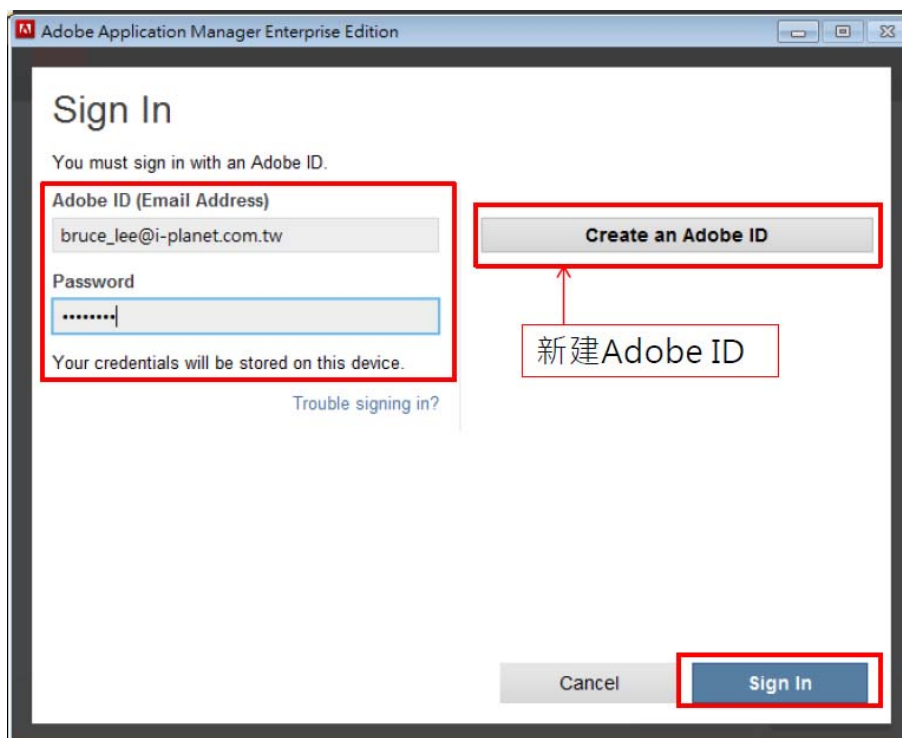 Adobe Application Manager Enterprise Edition
Sign In
You must sign in with an Adobe ID.
Adobe ID (Email Address)
bruce_lee@i-planet.com.tw
Create an Adobe ID
Password
••••••••
新建Adobe ID
Your credentials will be stored on this device.
Trouble signing in?
Cancel
Sign In